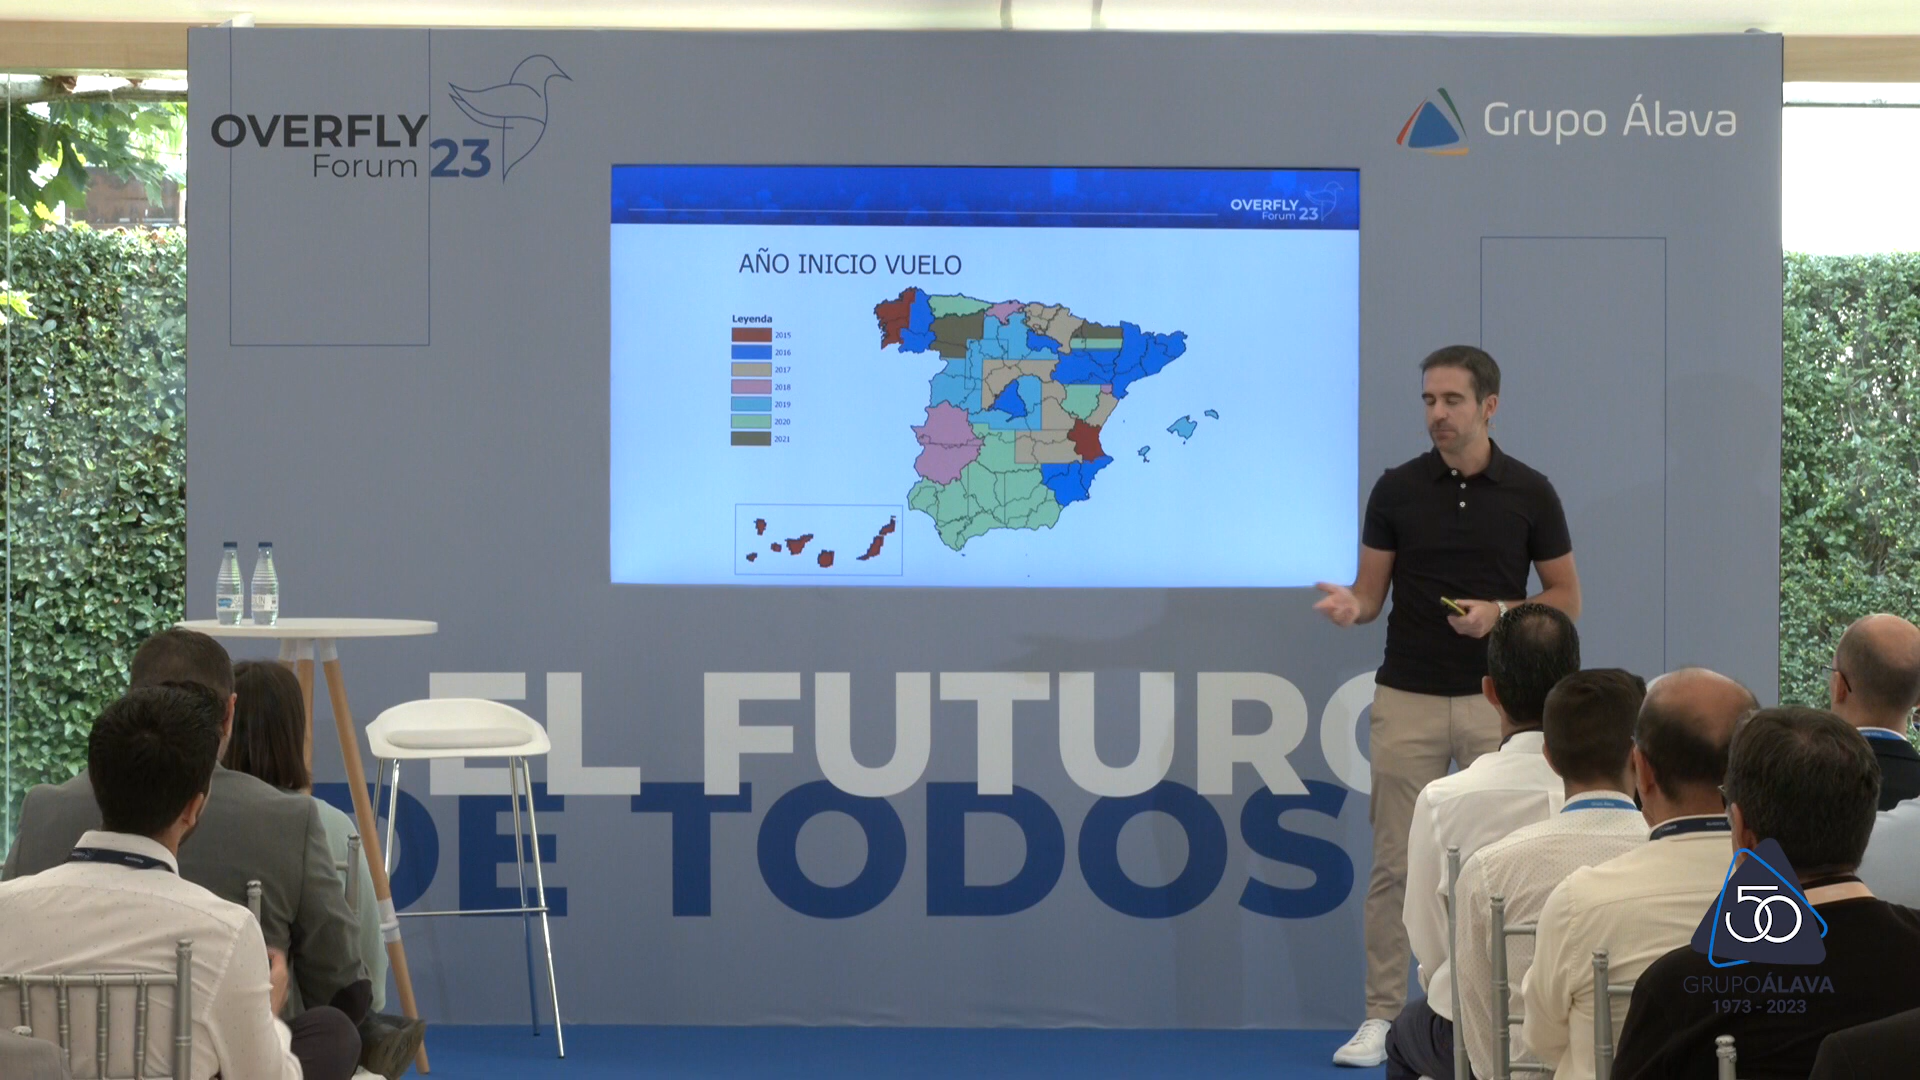 OVERFLY
Forum 23
Grupo Álava
OVERFLY
Forum 23
AÑO INICIO VUELO
Leyenda
2015
2016
2017
2018
2019
2020
2021
EL FUTURO
DE TODOS
50
GRUPOÁLAVA
1973 - 2023